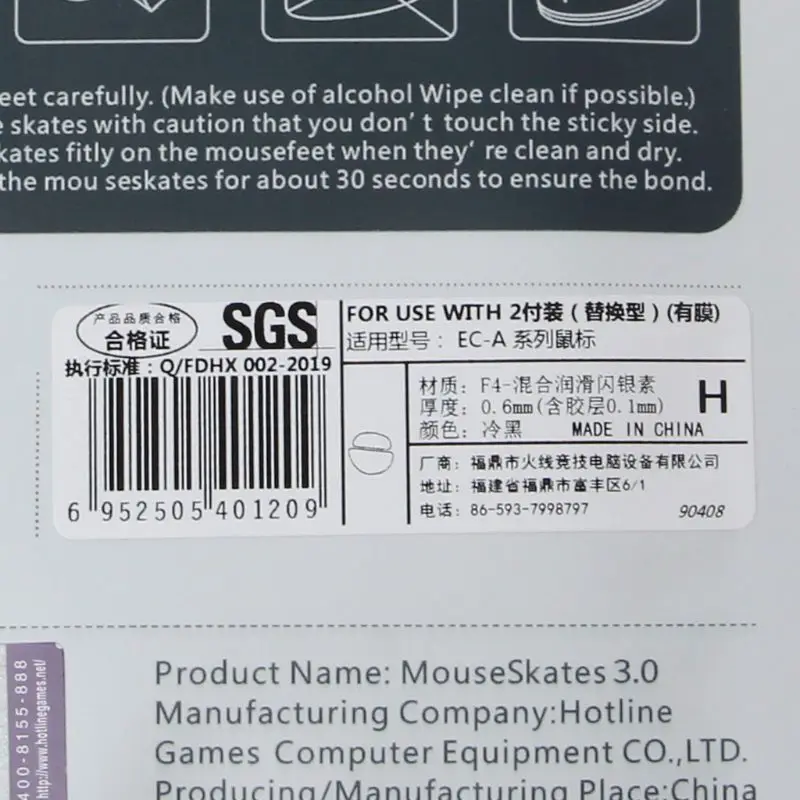 eet carefully. (Make use of alcohol Wipe clean if possible.)
e skates with caution that you don't touch the sticky side.
kates fitly on the mousefeet when they're clean and dry.
the mou seskates for about 30 seconds to ensure the bond.
产品品质合格
合格证
SGS
执行标准：Q/FDHX 002-2019
6 952505 401209
FOR USE WITH 2付装（替换型）(有膜)
适用型号：EC-A 系列鼠标
材质：F4-混合润滑闪银素
厚度：0.6mm(含胶层0.1mm)
颜色：冷黑 MADE IN CHINA
H
厂商：福鼎市火线竞技电脑设备有限公司
地址：福建省福鼎市富丰区6/1
电话：86-593-7998797
90408
400-8155-888
http://www.hotlinegames.net/
Product Name: MouseSkates 3.0
Manufacturing Company:Hotline
Games Computer Equipment CO.,LTD.
Producing/Manufacturing Place:China